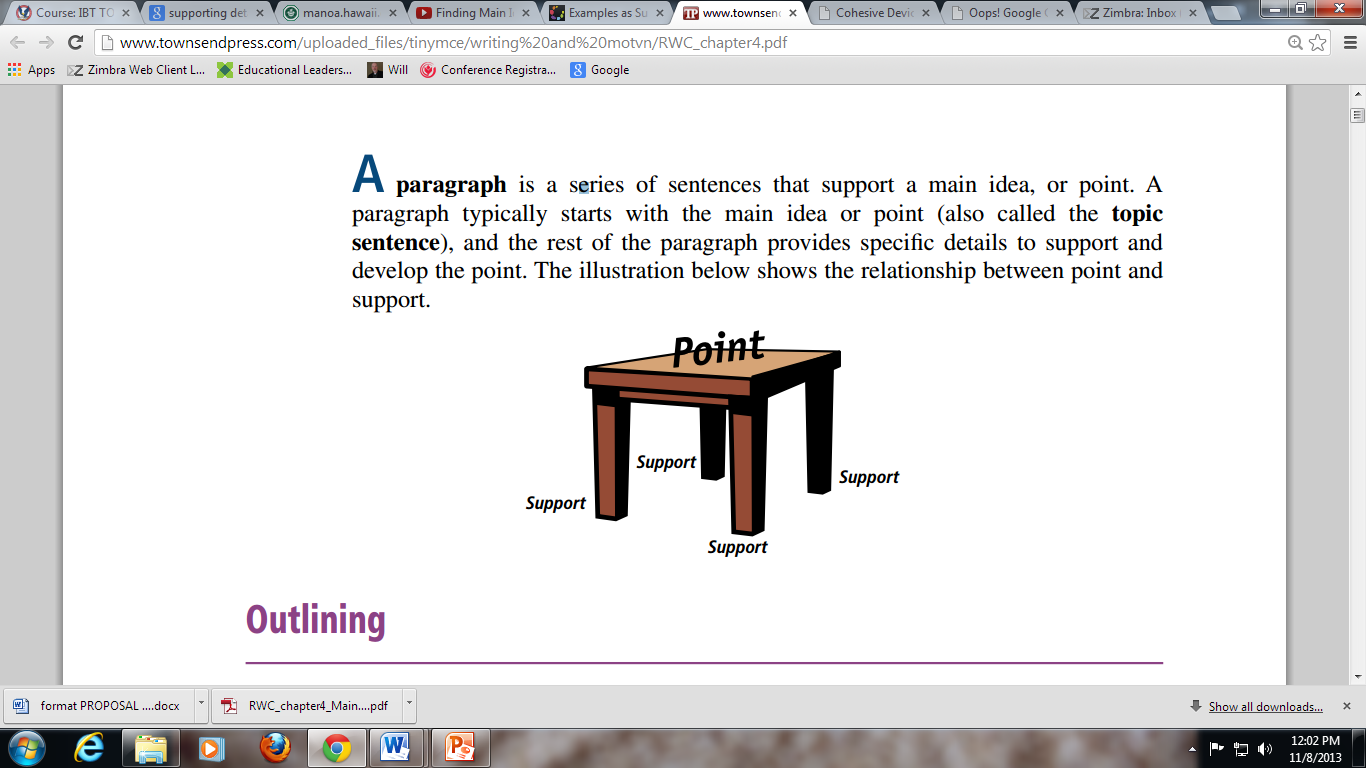 Course: IBT TO
supporting det
manoa.hawaii.
Finding Main I
Examples as Su
www.townsen
Cohesive Devic
Oops! Google C
Zimbra: Inbox
www.townsendpress.com/uploaded_files/tinymce/writing%20and%20motvn/RWC_chapter4.pdf
Apps
Zimbra Web Client L...
Educational Leaders...
Will
Conference Registra...
Google
A paragraph is a series of sentences that support a main idea, or point. A
paragraph typically starts with the main idea or point (also called the topic
sentence), and the rest of the paragraph provides specific details to support and
develop the point. The illustration below shows the relationship between point and
support.
Point
Support
Support
Support
Support
Outlining
format PROPOSAL ....docx
RWC_chapter4_Main....pdf
Show all downloads...
12:02 PM
11/8/2013